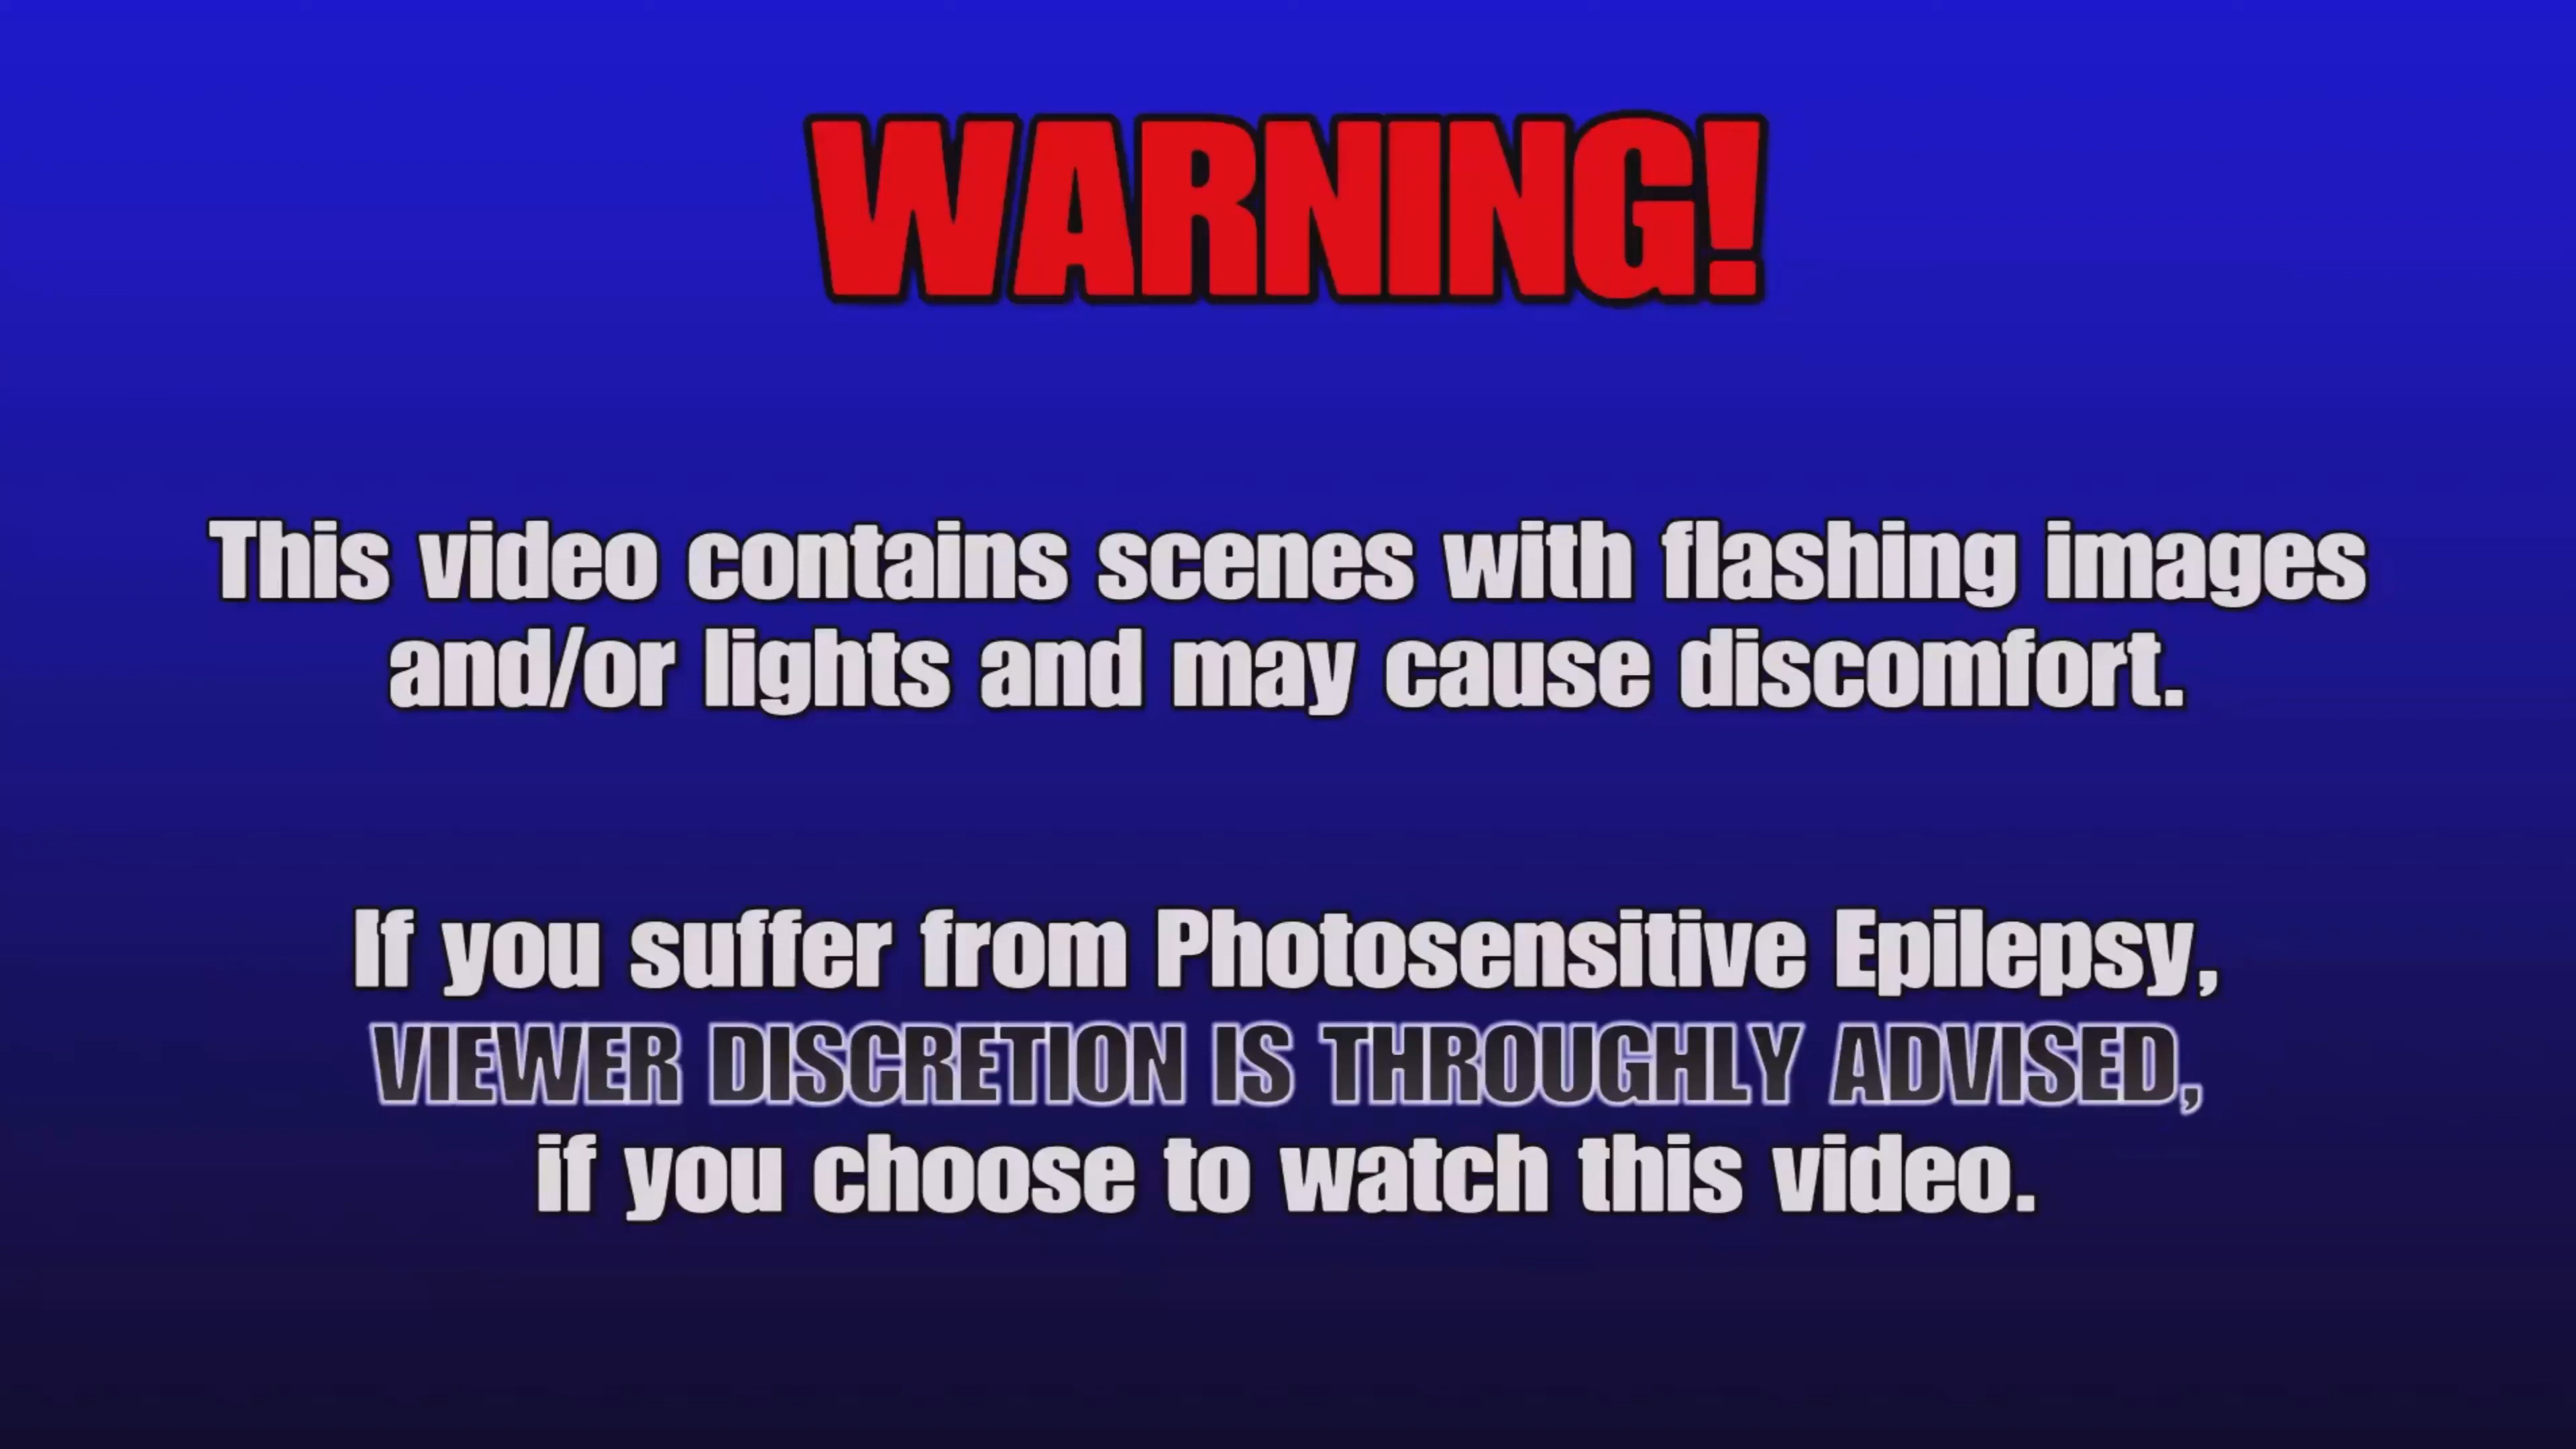 WARNING!
This video contains scenes with flashing images
and/or lights and may cause discomfort.
If you suffer from Photosensitive Epilepsy,
VIEWER DISCRETION IS THROUGHLY ADVISED,
if you choose to watch this video.